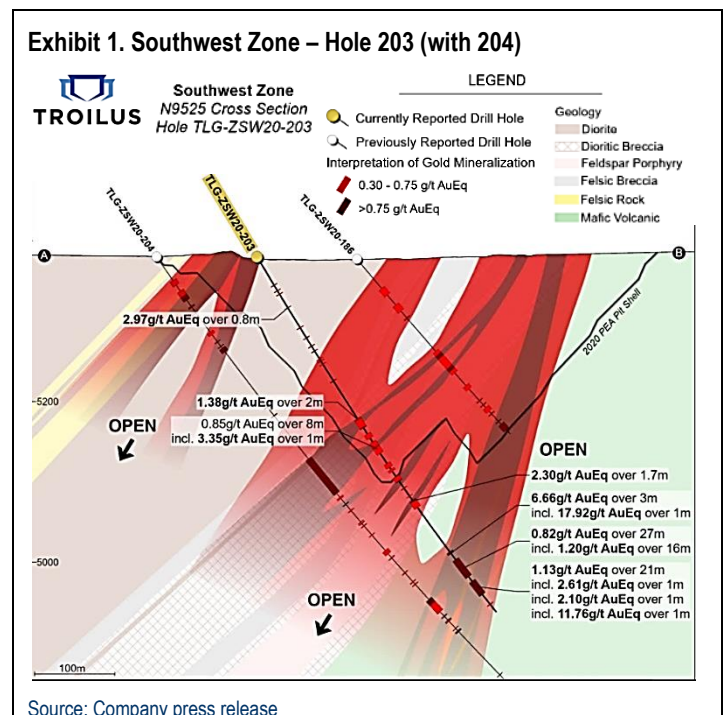 Exhibit 1. Southwest Zone – Hole 203 (with 204)
TROILUS
Southwest Zone
N9525 Cross Section
Hole TLG-ZSW20-203
LEGEND
Currently Reported Drill Hole
Previously Reported Drill Hole
Interpretation of Gold Mineralization
0.30 - 0.75 g/t AuEq
>0.75 g/t AuEq
Geology
Diorite
Dioritic Breccia
Feldspar Porphyry
Felsic Breccia
Felsic Rock
Mafic Volcanic
TLG-ZSW20-204
TLG-ZSW20-203
TLG-ZSW20-186
A
B
2020 PEA Pit Shell
2.97g/t AuEq over 0.8m
5200
1.38g/t AuEq over 2m
0.85g/t AuEq over 8m
incl. 3.35g/t AuEq over 1m
OPEN
OPEN
2.30g/t AuEq over 1.7m
6.66g/t AuEq over 3m
incl. 17.92g/t AuEq over 1m
0.82g/t AuEq over 27m
incl. 1.20g/t AuEq over 16m
5000
1.13g/t AuEq over 21m
incl. 2.61g/t AuEq over 1m
incl. 2.10g/t AuEq over 1m
incl. 11.76g/t AuEq over 1m
OPEN
100m
Source: Company press release